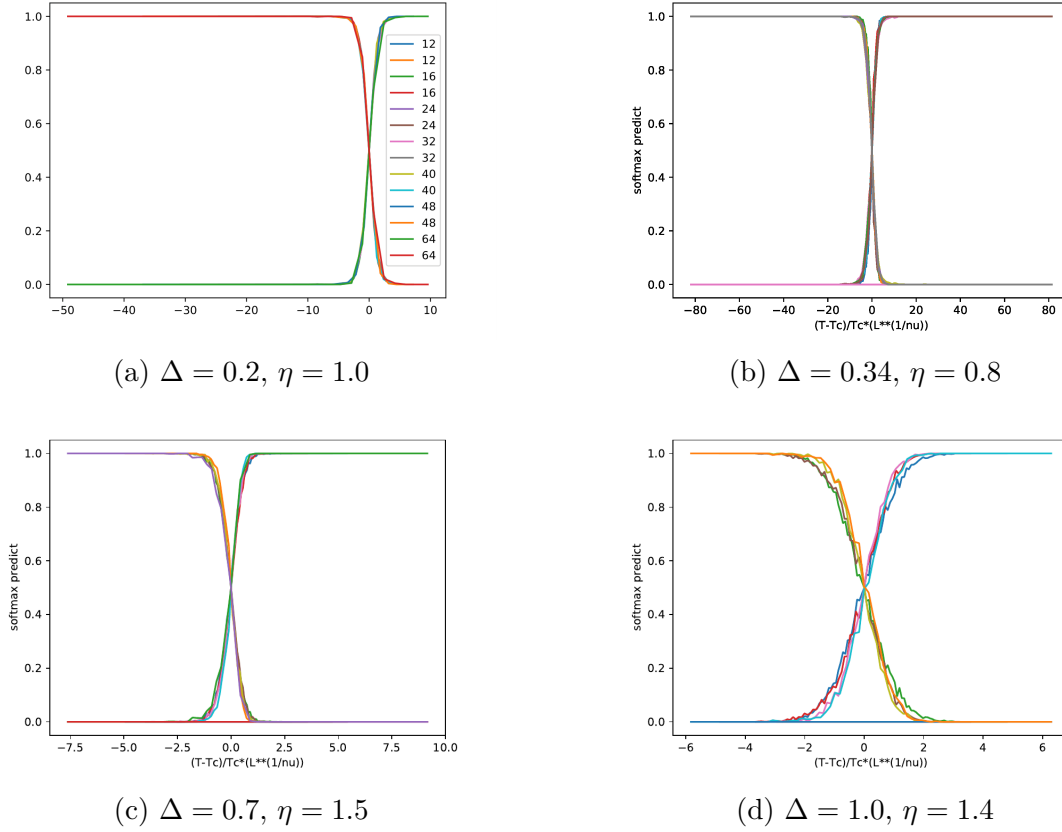 1.0
0.8
0.6
0.4
0.2
0.0
12
12
16
16
24
24
32
32
40
40
48
48
64
64
−50 −40 −30 −20 −10 0 10
(a) Δ = 0.2, η = 1.0
softmax predict
1.0
0.8
0.6
0.4
0.2
0.0
−80 −60 −40 −20 0 20 40 60 80
(T-Tc)/Tc*(L**(1/nu))
(b) Δ = 0.34, η = 0.8
softmax predict
1.0
0.8
0.6
0.4
0.2
0.0
−7.5 −5.0 −2.5 0.0 2.5 5.0 7.5 10.0
(T-Tc)/Tc*(L**(1/nu))
(c) Δ = 0.7, η = 1.5
softmax predict
1.0
0.8
0.6
0.4
0.2
0.0
−6 −4 −2 0 2 4 6
(T-Tc)/Tc*(L**(1/nu))
(d) Δ = 1.0, η = 1.4